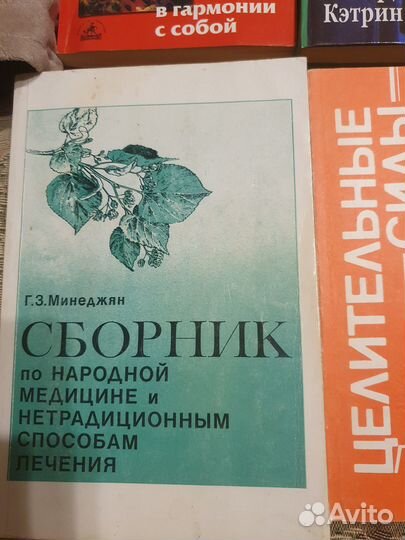 в гармонии
с собой
Кэтрин
Г.З.Минеджян
СБОРНИК
по НАРОДНОЙ
МЕДИЦИНЕ и
НЕТРАДИЦИОННЫМ
СПОСОБАМ
ЛЕЧЕНИЯ
ЦЕЛИТЕЛЬНЫЕ
СИЛЫ
Avito